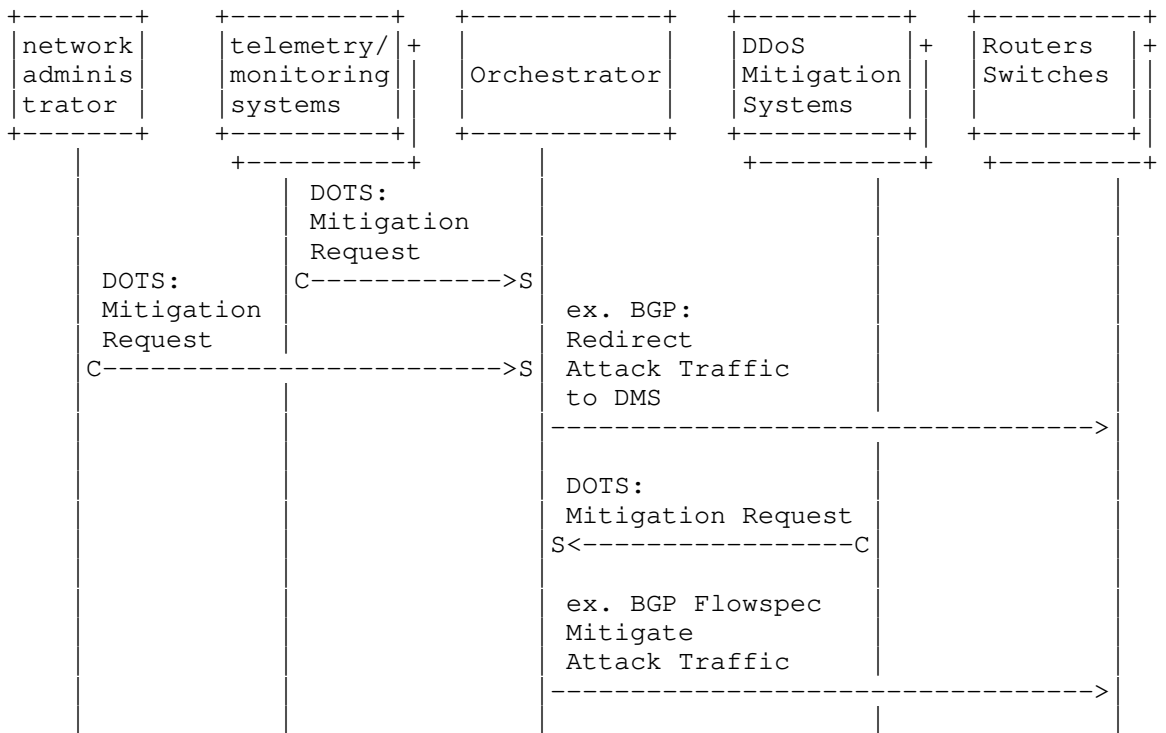 network
adminis
trator
telemetry/
monitoring
systems
Orchestrator
DDoS
Mitigation
Systems
Routers
Switches
DOTS:
Mitigation
Request
C S
DOTS:
Mitigation
Request
C S
ex. BGP:
Redirect
Attack Traffic
to DMS
DOTS:
Mitigation Request
S C
ex. BGP Flowspec
Mitigate
Attack Traffic